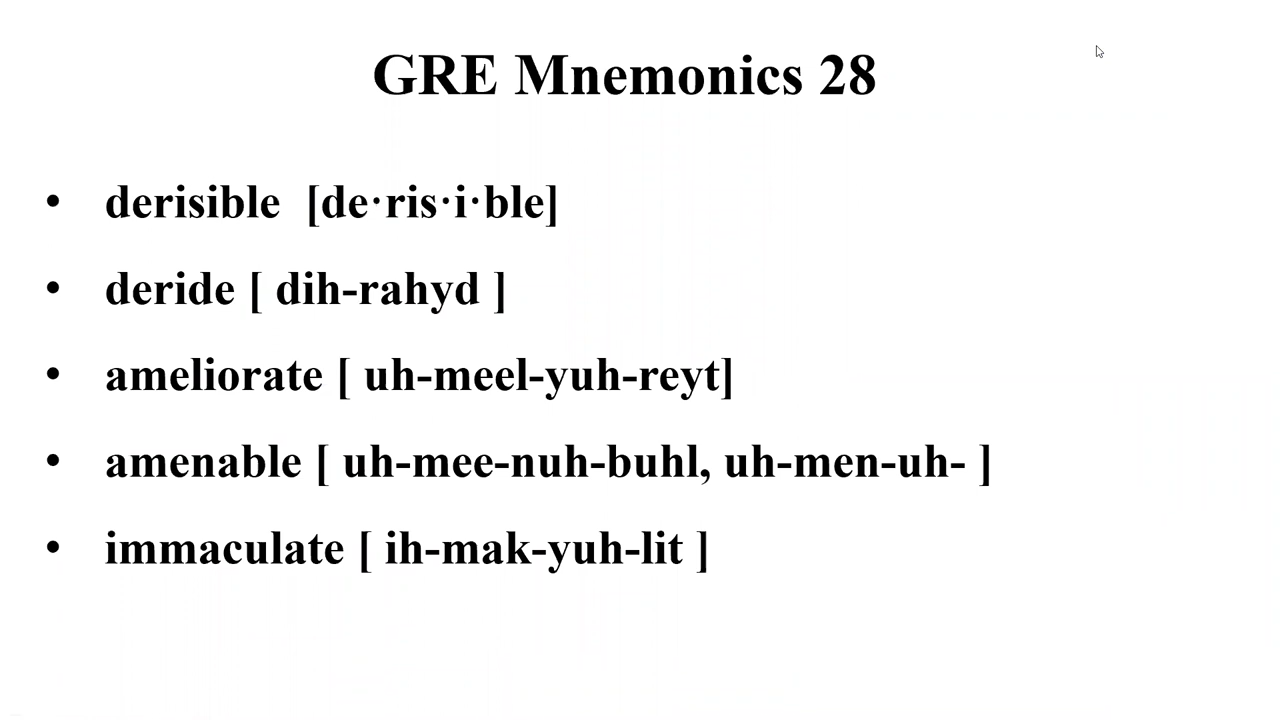 GRE Mnemonics 28
• derisible [de·ris·i·ble]
• deride [ dih-rahyd ]
• ameliorate [ uh-meel-yuh-reyt]
• amenable [ uh-mee-nuh-buhl, uh-men-uh- ]
• immaculate [ ih-mak-yuh-lit ]